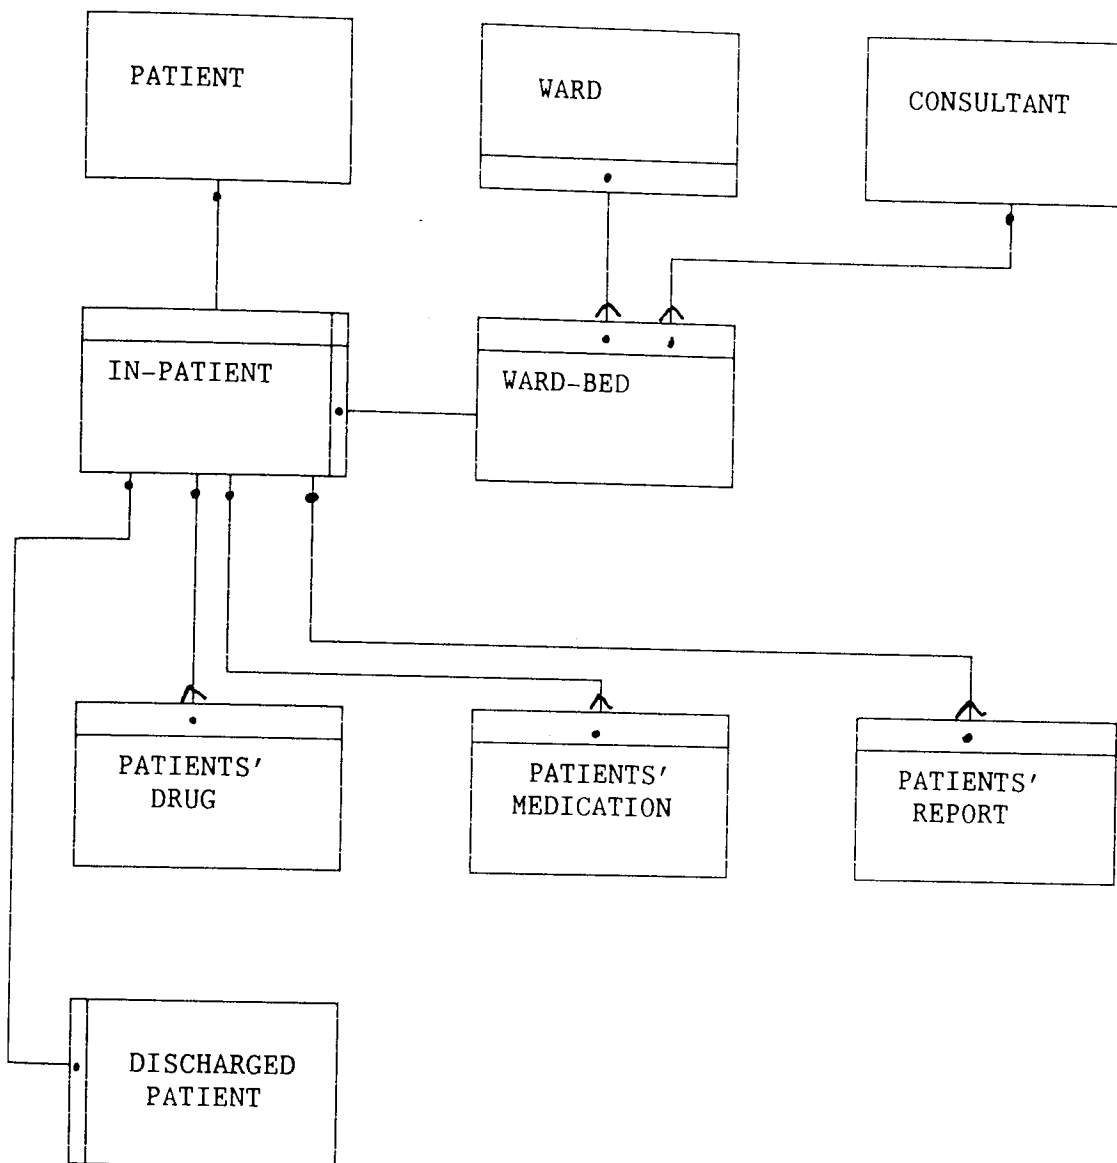 PATIENT
WARD
CONSULTANT
IN-PATIENT
WARD-BED
PATIENTS'
DRUG
PATIENTS'
MEDICATION
PATIENTS'
REPORT
DISCHARGED
PATIENT